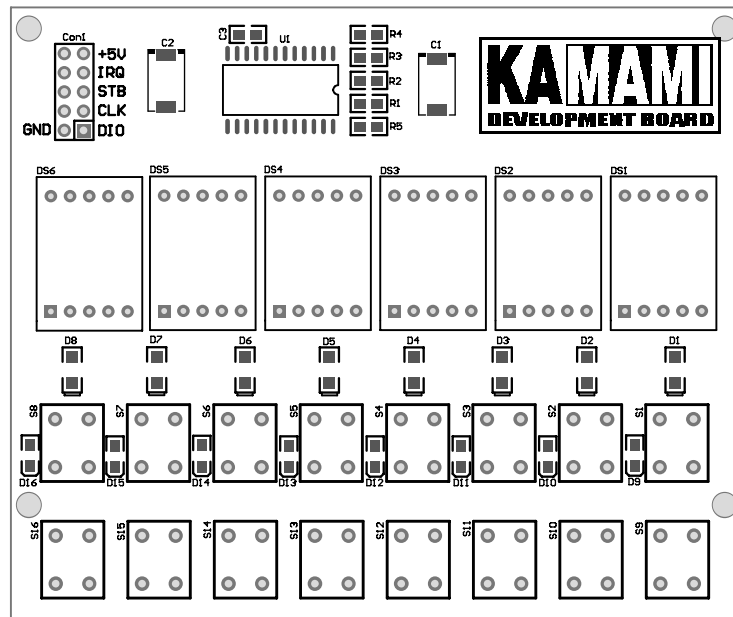 Con1
+5V
IRQ
STB
CLK
GND DIO
C2
C3
U1
R4
R3
R2
R1
R5
C1
KAMAMI
DEVELOPMENT BOARD
DS6 DS5 DS4 DS3 DS2 DS1
D8 D7 D6 D5 D4 D3 D2 D1
S8 S7 S6 S5 S4 S3 S2 S1
D16 D15 D14 D13 D12 D11 D10 D9
S16 S15 S14 S13 S12 S11 S10 S9